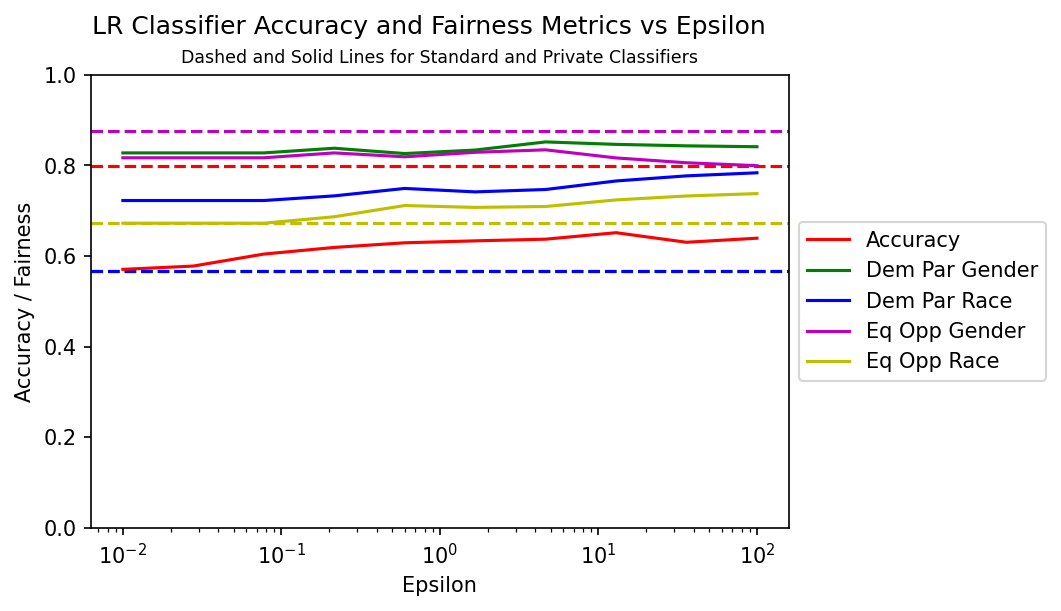 LR Classifier Accuracy and Fairness Metrics vs Epsilon
Dashed and Solid Lines for Standard and Private Classifiers
1.0
0.8
0.6
0.4
0.2
0.0
Accuracy / Fairness
10⁻²
10⁻¹
10⁰
10¹
10²
Epsilon
Accuracy
Dem Par Gender
Dem Par Race
Eq Opp Gender
Eq Opp Race